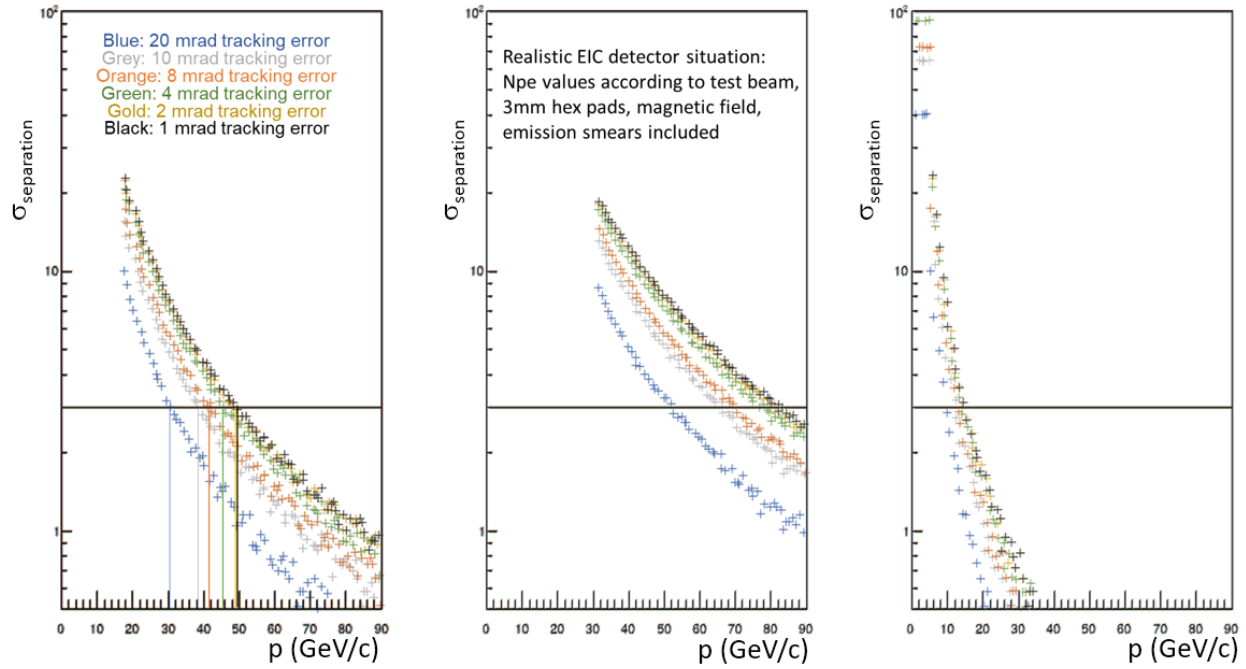 Blue: 20 mrad tracking error
Grey: 10 mrad tracking error
Orange: 8 mrad tracking error
Green: 4 mrad tracking error
Gold: 2 mrad tracking error
Black: 1 mrad tracking error
σseparation
10²
10
1
0 10 20 30 40 50 60 70 80 90
p (GeV/c)
Realistic EIC detector situation:
Npe values according to test beam,
3mm hex pads, magnetic field,
emission smears included
σseparation
10²
10
1
0 10 20 30 40 50 60 70 80 90
p (GeV/c)
σseparation
10²
10
1
0 10 20 30 40 50 60 70 80 90
p (GeV/c)